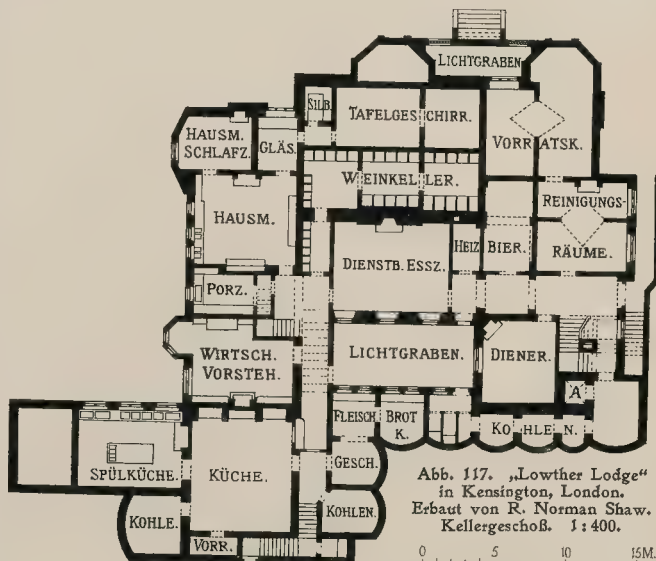 LICHTGRABEN
SILB.
TAFELGESCHIRR.
HAUSM.
SCHLAFZ.
GLÄS.
VORRATSK.
WEINKELLER.
REINIGUNGS-
RÄUME.
HAUSM.
DIENSTB. ESSZ.
HEIZ
BIER.
PORZ.
WIRTSCH.
VORSTEH.
LICHTGRABEN.
DIENER.
A
FLEISCH
BROT
K.
KOHLEN.
SPÜLKÜCHE.
KÜCHE.
GESCH.
KOHLE.
KOHLEN.
VORR.
Abb. 117. „Lowther Lodge“
in Kensington, London.
Erbaut von R. Norman Shaw.
Kellergeschoß. 1 : 400.
0 5 10 15M.